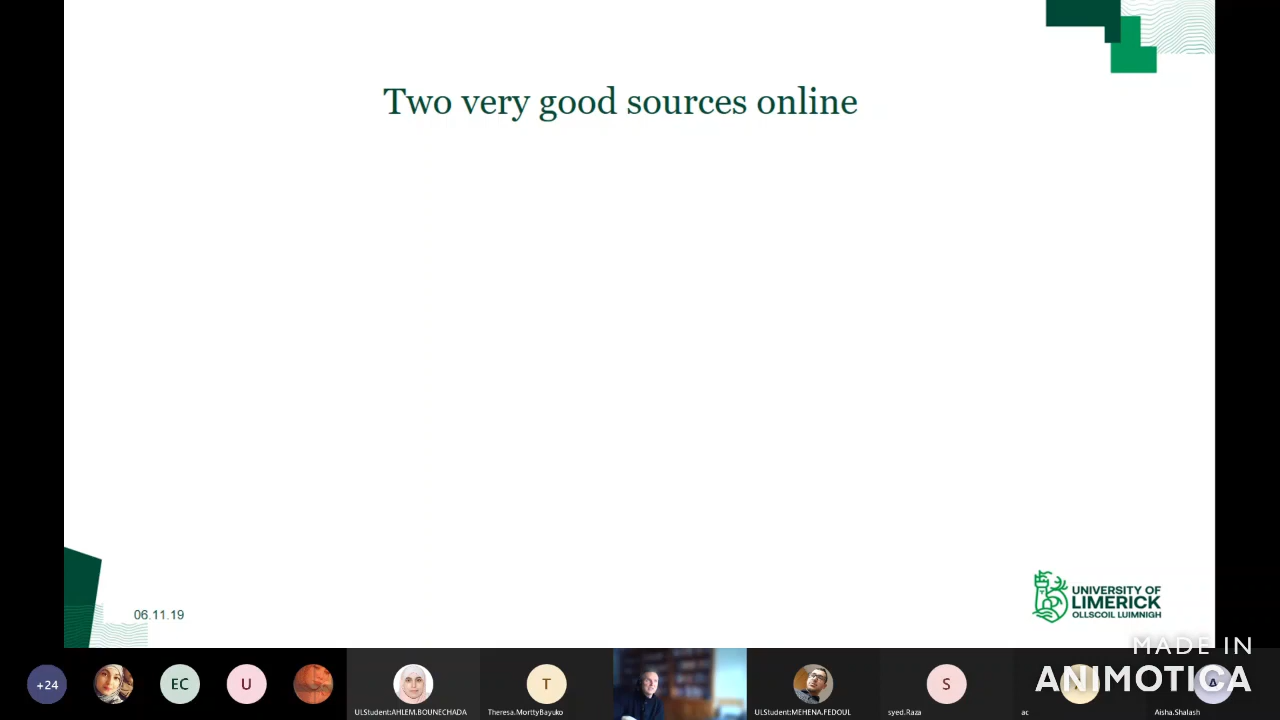 Two very good sources online
06.11.19
UNIVERSITY OF
LIMERICK
OLLSCOIL LUIMNIGH
MADE IN
ANIMOTICA
+24
EC
U
ULStudent:AHLEM.BOUNECHADA
T
Theresa.MorttyBayuko
ULStudent:MEHENA.FEDOUL
S
syed.Raza
ac
A
Aisha.Shalash